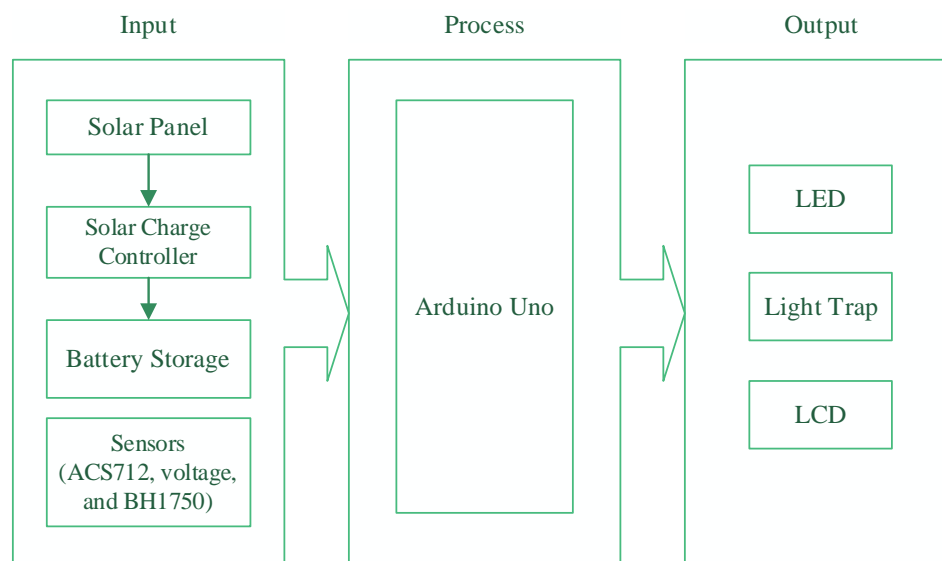 Input
Process
Output
Solar Panel
Solar Charge
Controller
Battery Storage
Sensors
(ACS712, voltage,
and BH1750)
Arduino Uno
LED
Light Trap
LCD